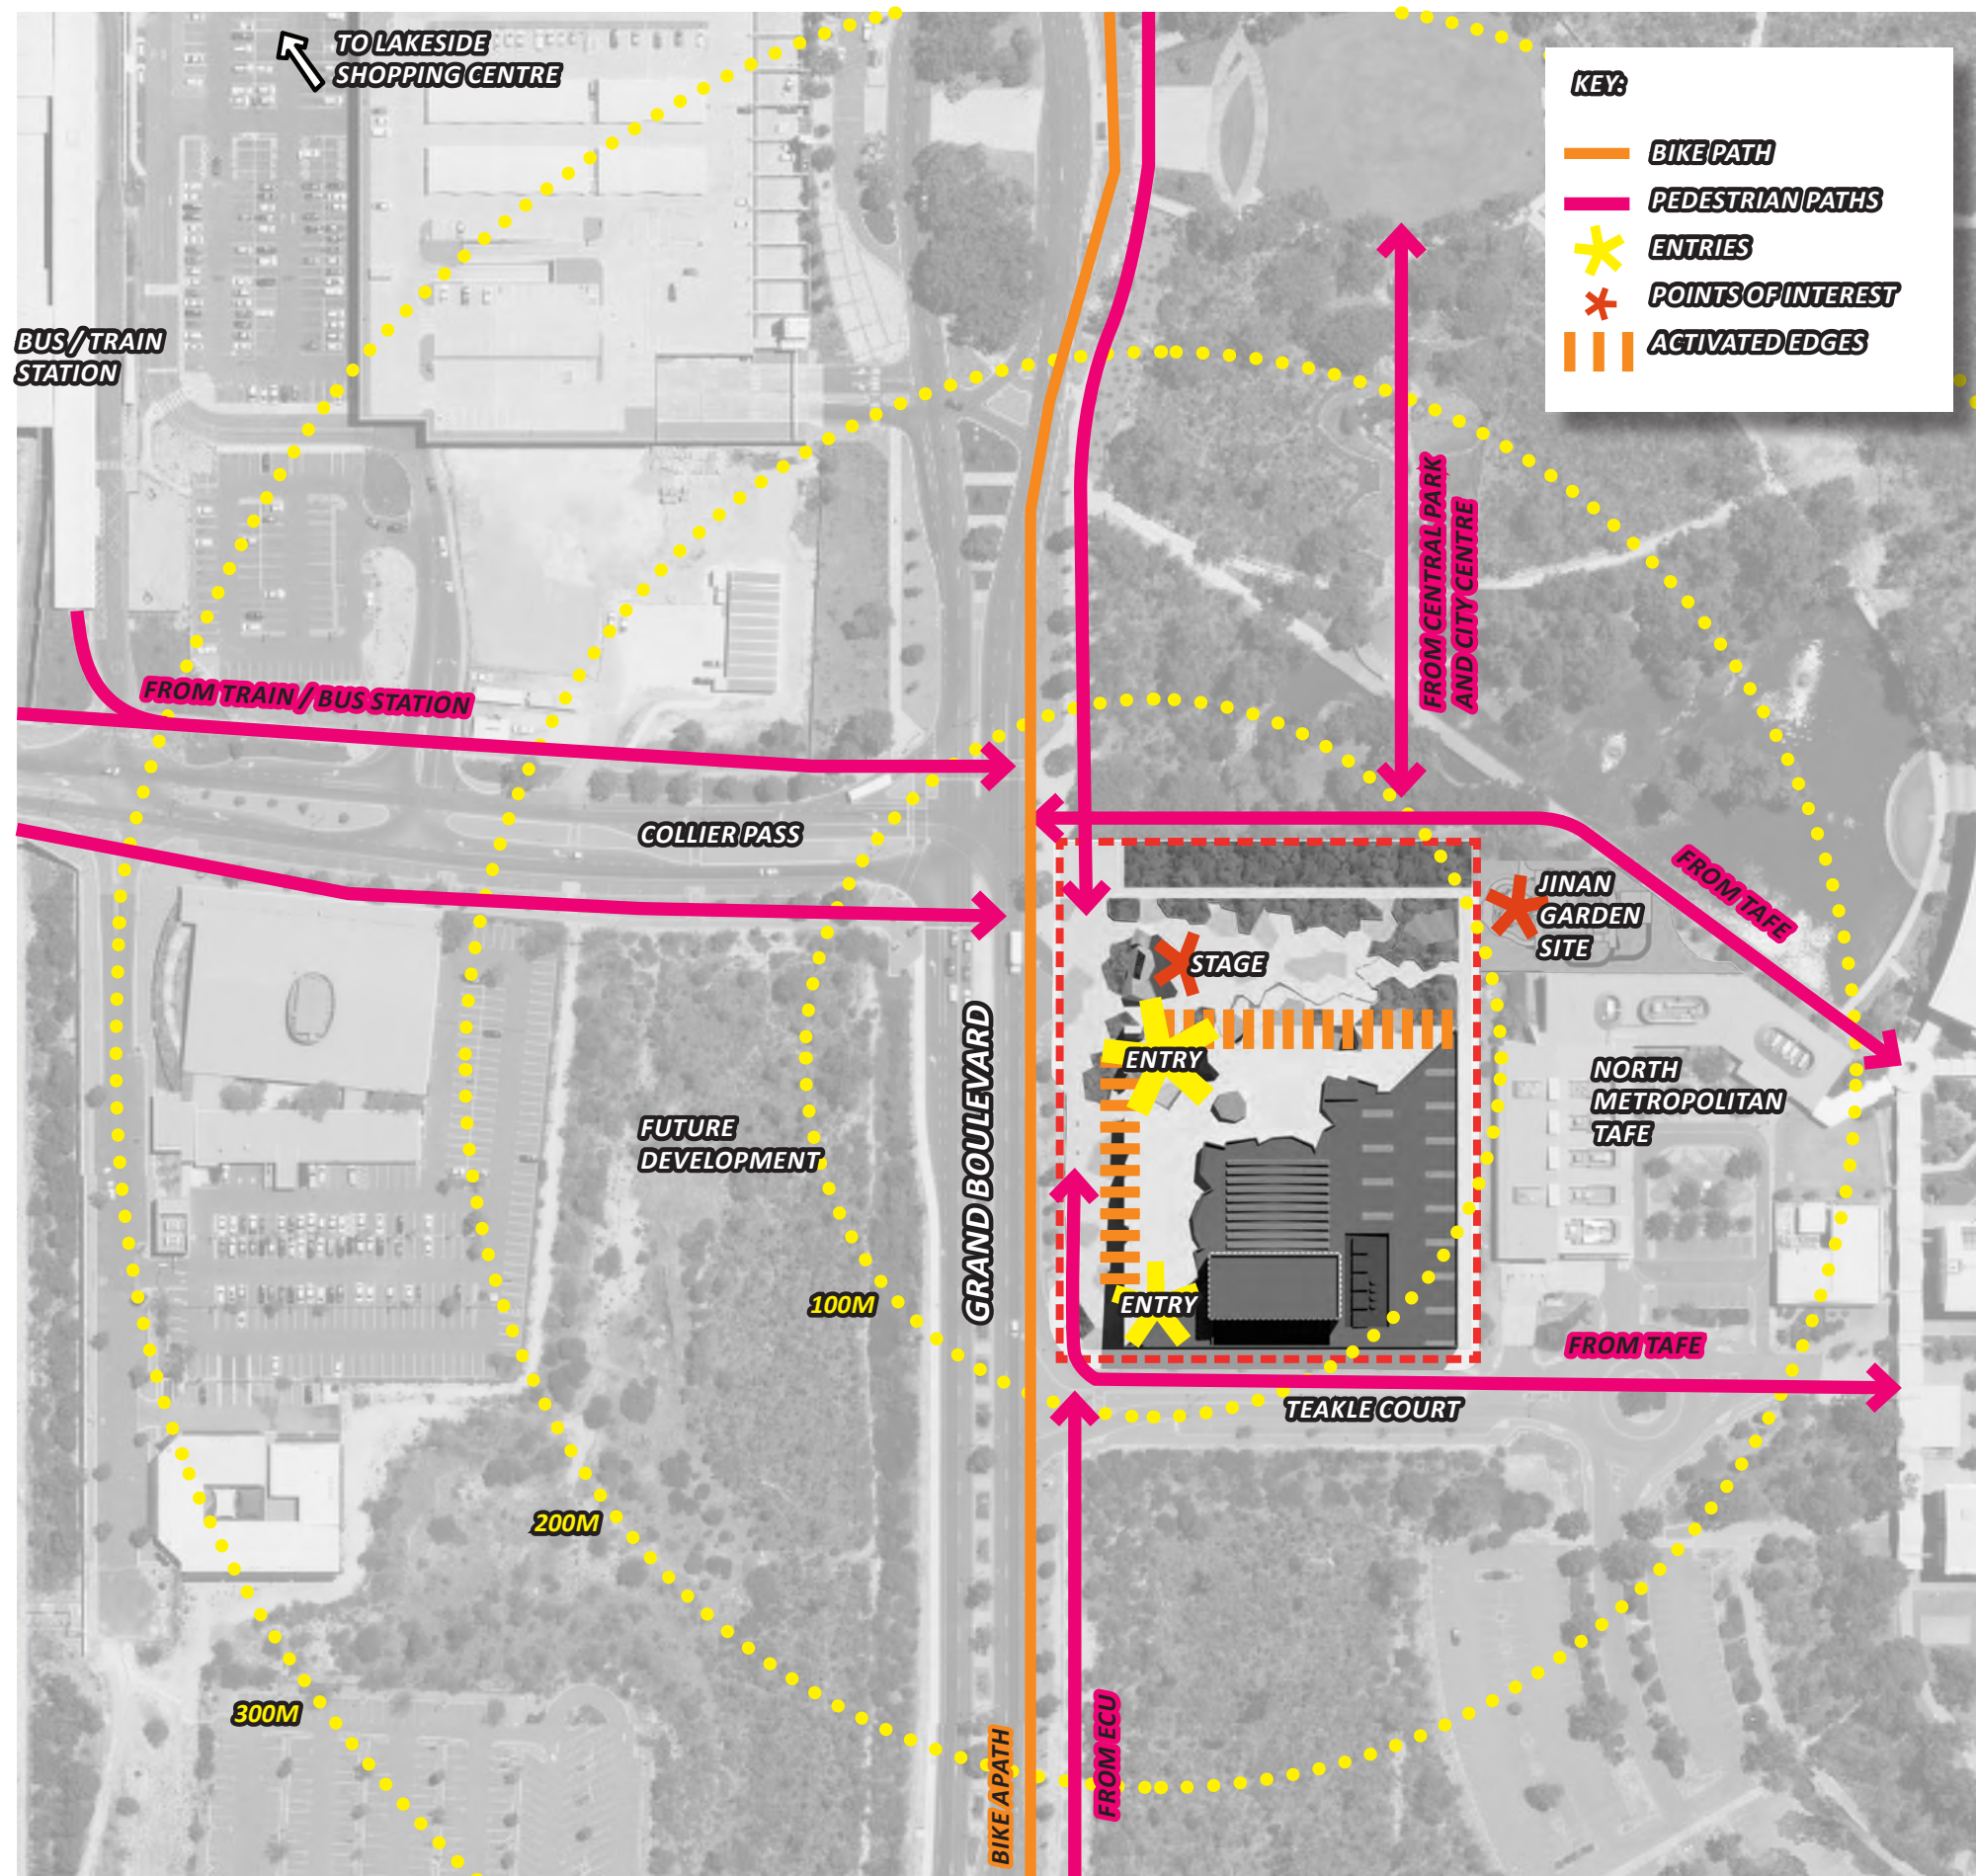 TO LAKESIDE
SHOPPING CENTRE
KEY:
BIKE PATH
PEDESTRIAN PATHS
ENTRIES
POINTS OF INTEREST
ACTIVATED EDGES
BUS / TRAIN
STATION
FROM CENTRAL PARK
AND CITY CENTRE
FROM TRAIN / BUS STATION
COLLIER PASS
FROM TAFE
JINAN
GARDEN
SITE
STAGE
GRAND BOULEVARD
ENTRY
NORTH
METROPOLITAN
TAFE
FUTURE
DEVELOPMENT
100M
ENTRY
FROM TAFE
TEAKLE COURT
200M
300M
BIKE APATH
FROM ECU